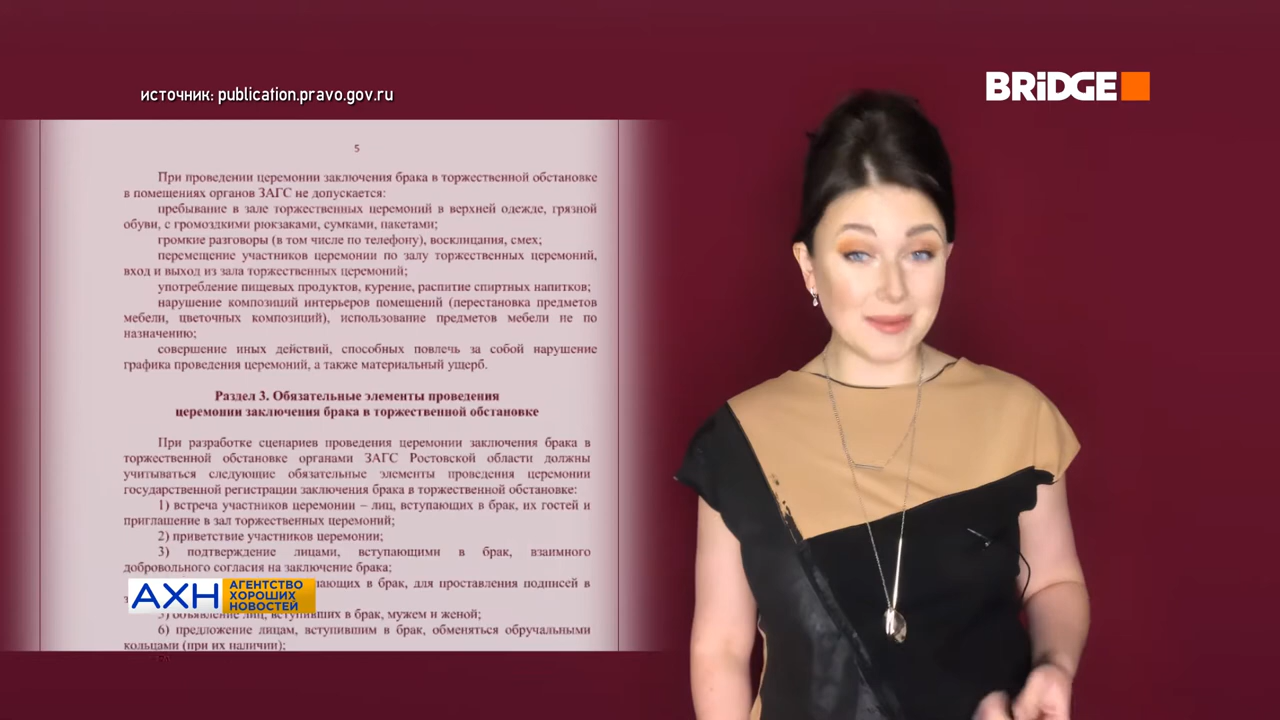 источник: publication.pravo.gov.ru
BRiDGE
5
При проведении церемонии заключения брака в торжественной обстановке
в помещениях органов ЗАГС не допускается:
пребывание в зале торжественных церемоний в верхней одежде, грязной
обуви, с громоздкими рюкзаками, сумками, пакетами;
громкие разговоры (в том числе по телефону), восклицания, смех;
перемещение участников церемонии по залу торжественных церемоний,
вход и выход из зала торжественных церемоний;
употребление пищевых продуктов, курение, распитие спиртных напитков;
нарушение композиций интерьеров помещений (перестановка предметов
мебели, цветочных композиций), использование предметов мебели не по
назначению;
совершение иных действий, способных повлечь за собой нарушение
графика проведения церемоний, а также материальный ущерб.
Раздел 3. Обязательные элементы проведения
церемонии заключения брака в торжественной обстановке
При разработке сценариев проведения церемонии заключения брака в
торжественной обстановке органами ЗАГС Ростовской области должны
учитываться следующие обязательные элементы проведения церемонии
государственной регистрации заключения брака в торжественной обстановке:
1) встреча участников церемонии – лиц, вступающих в брак, их гостей и
приглашение в зал торжественных церемоний;
2) приветствие участников церемонии;
3) подтверждение лицами, вступающими в брак, взаимного
добровольного согласия на заключение брака;
в брак, для проставления подписей в
5) объявление лиц, вступивших в брак, мужем и женой;
6) предложение лицам, вступившим в брак, обменяться обручальными
кольцами (при их наличии);
АХН
АГЕНТСТВО
ХОРОШИХ
НОВОСТЕЙ